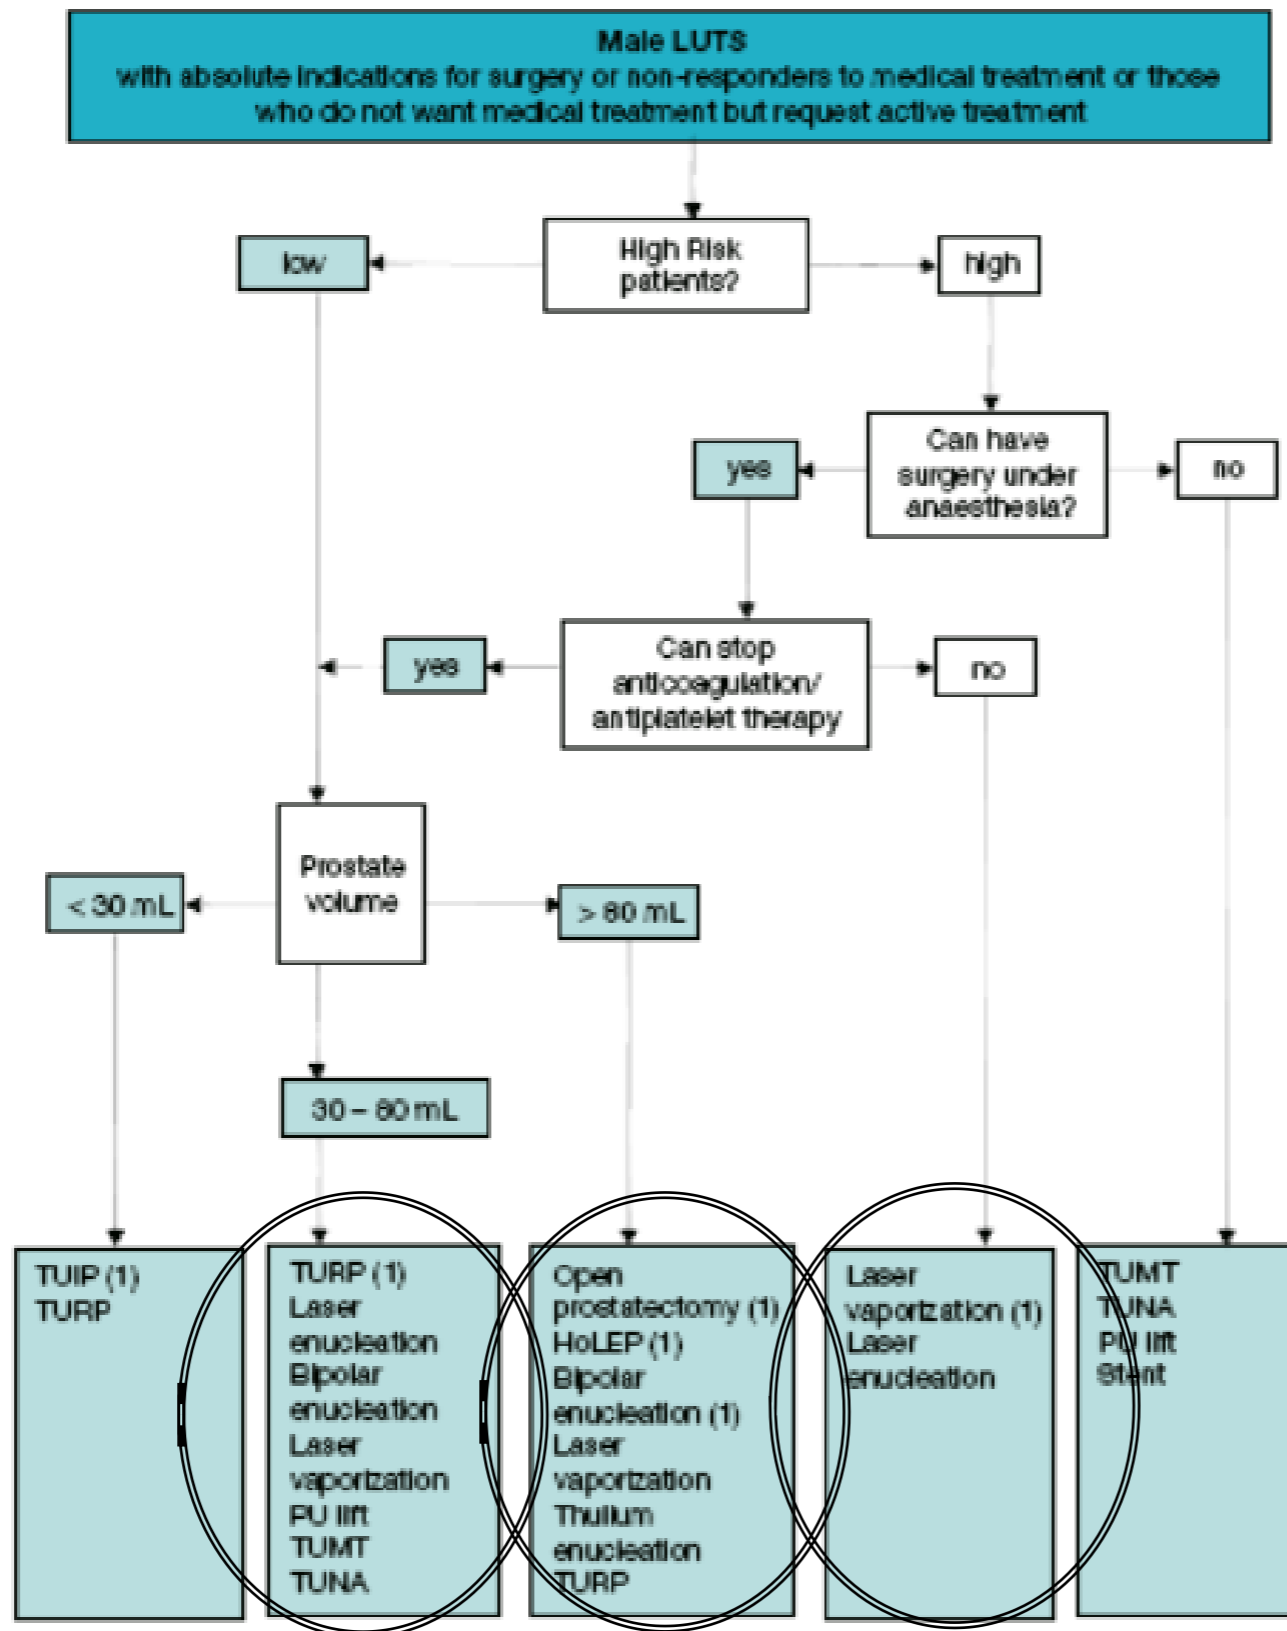 Male LUTS
with absolute indications for surgery or non-responders to medical treatment or those
who do not want medical treatment but request active treatment
low
High Risk
patients?
high
yes
Can have
surgery under
anaesthesia?
no
yes
Can stop
anticoagulation/
antiplatelet therapy
no
Prostate
volume
< 30 mL
> 80 mL
30 – 80 mL
TUIP (1)
TURP
TURP (1)
Laser
enucleation
Bipolar
enucleation
Laser
vaporization
PU lift
TUMT
TUNA
Open
prostatectomy (1)
HoLEP (1)
Bipolar
enucleation (1)
Laser
vaporization
Thulium
enucleation
TURP
Laser
vaporization (1)
Laser
enucleation
TUMT
TUNA
PU lift
Stent